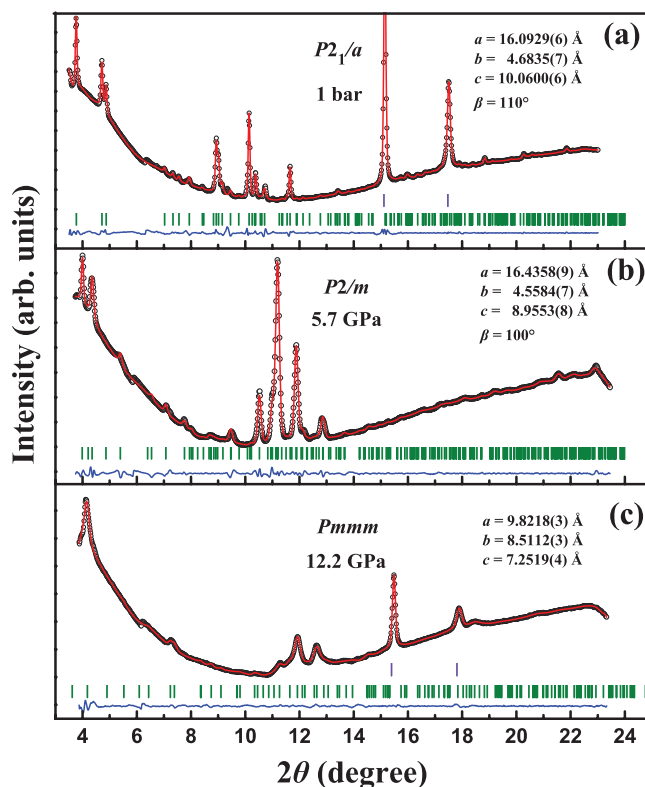 P2₁/a
(a)
1 bar
a = 16.0929(6) Å
b = 4.6835(7) Å
c = 10.0600(6) Å
β = 110°
P2/m
(b)
5.7 GPa
a = 16.4358(9) Å
b = 4.5584(7) Å
c = 8.9553(8) Å
β = 100°
Pmmm
(c)
12.2 GPa
a = 9.8218(3) Å
b = 8.5112(3) Å
c = 7.2519(4) Å
Intensity (arb. units)
4 6 8 10 12 14 16 18 20 22 24
2θ (degree)